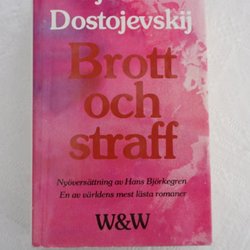 Dostojevskij
Brott
och
straff
Nyöversättning av Hans Björkegren
En av världens mest lästa romaner
W&W